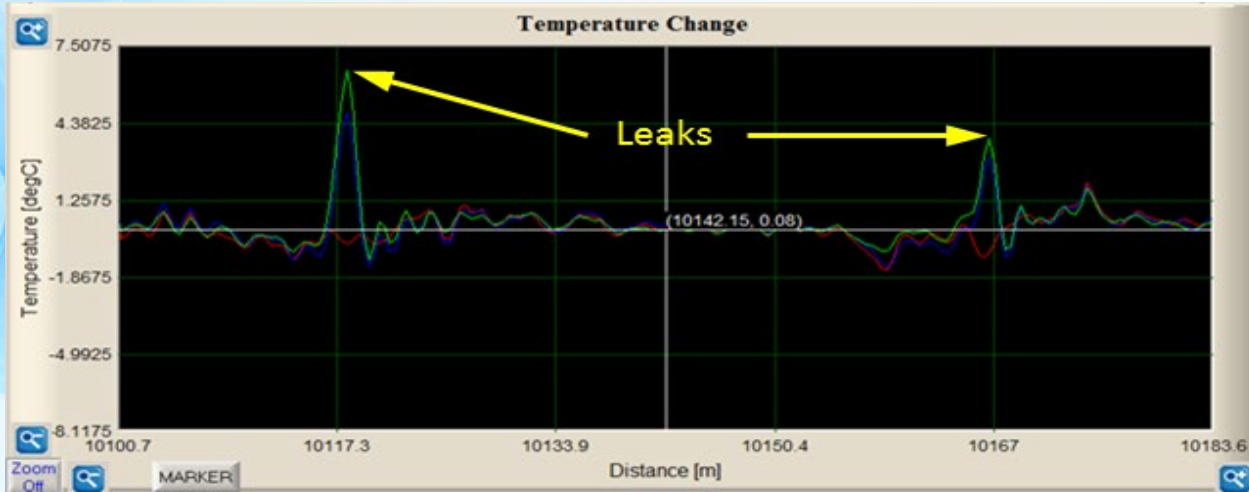 Temperature Change
7.5075
4.3825
1.2575
-1.8675
-4.9925
-8.1175
Temperature [degC]
Leaks
(10142.15, 0.08)
10100.7 10117.3 10133.9 10150.4 10167 10183.6
Distance [m]
Zoom
Off
MARKER